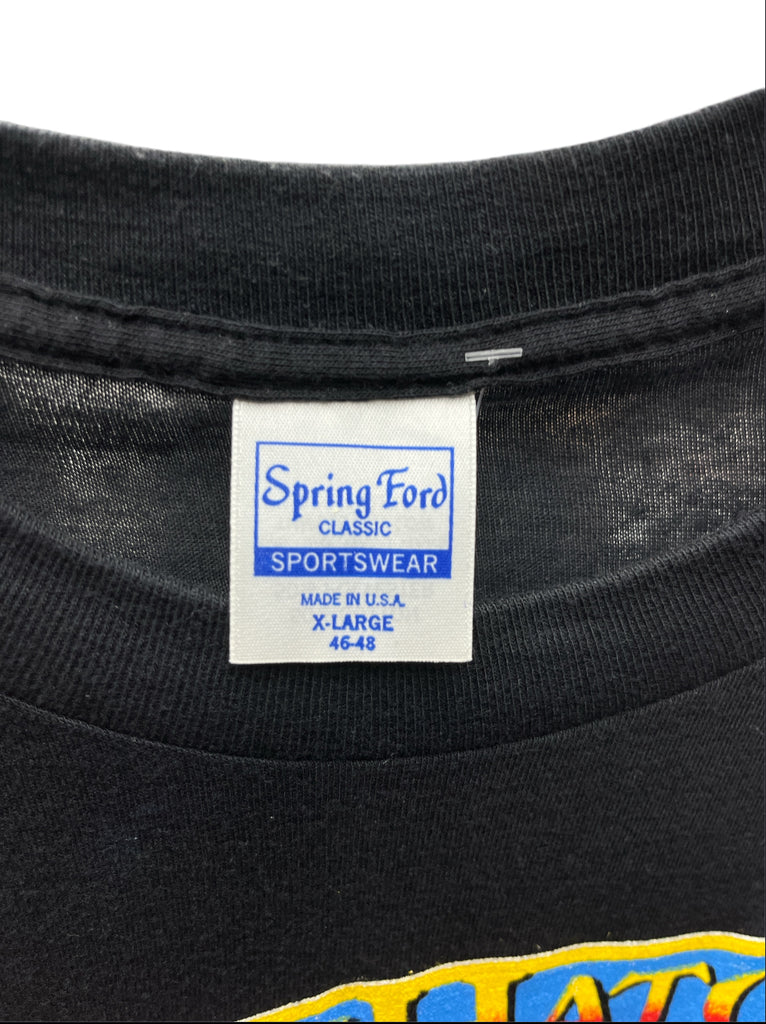 Spring Ford
CLASSIC
SPORTSWEAR
MADE IN U.S.A.
X-LARGE
46-48